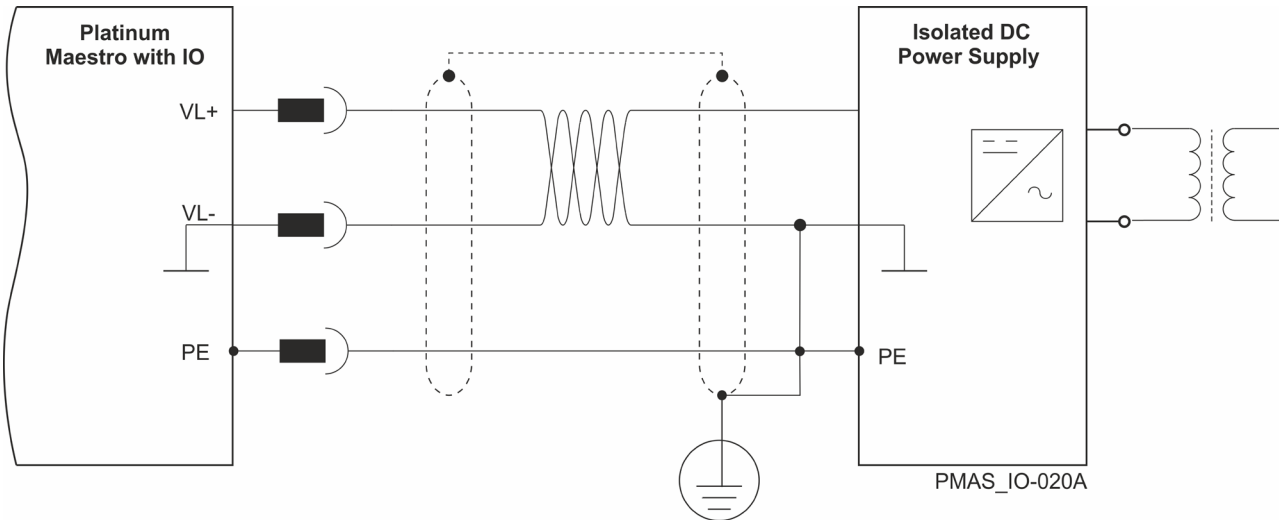 Platinum
Maestro with IO
Isolated DC
Power Supply
VL+
VL-
PE
PE
PMAS_IO-020A